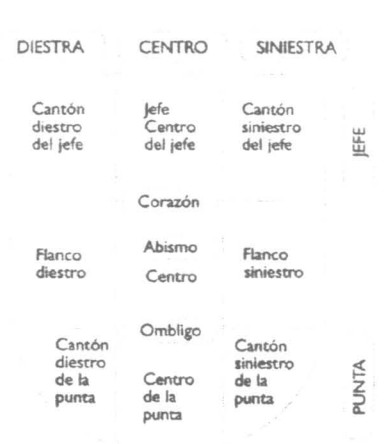 DIESTRA CENTRO SINIESTRA
Cantón
diestro
del jefe
Jefe
Centro
del jefe
Cantón
siniestro
del jefe
JEFE
Corazón
Flanco
diestro
Abismo
Centro
Flanco
siniestro
Ombligo
Cantón
diestro
de la
punta
Centro
de la
punta
Cantón
siniestro
de la
punta
PUNTA